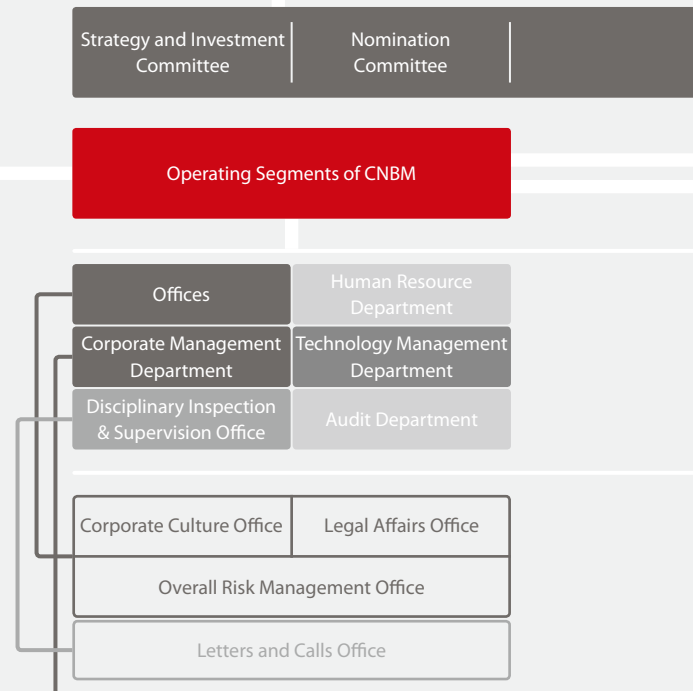 Strategy and Investment
Committee
Nomination
Committee
Operating Segments of CNBM
Offices
Human Resource
Department
Corporate Management
Department
Technology Management
Department
Disciplinary Inspection
& Supervision Office
Audit Department
Corporate Culture Office
Legal Affairs Office
Overall Risk Management Office
Letters and Calls Office